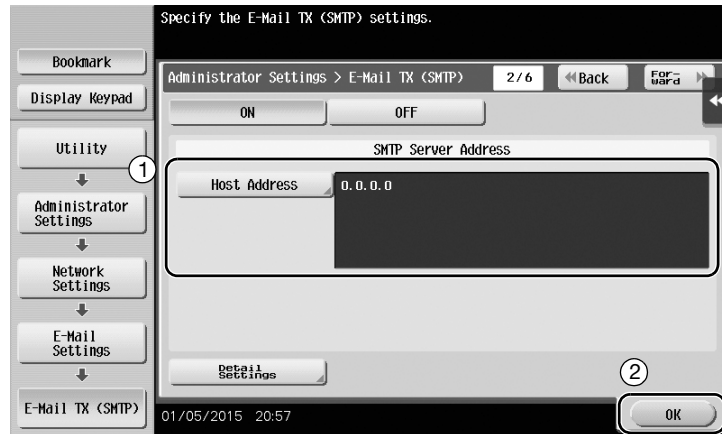 Specify the E-Mail TX (SMTP) settings.
Bookmark
Display Keypad
Utility
Administrator
Settings
Network
Settings
E-Mail
Settings
E-Mail TX (SMTP)
Administrator Settings > E-Mail TX (SMTP)
2/6
Back
For-
ward
ON
OFF
SMTP Server Address
1
Host Address
0.0.0.0
Detail
Settings
2
01/05/2015 20:57
OK